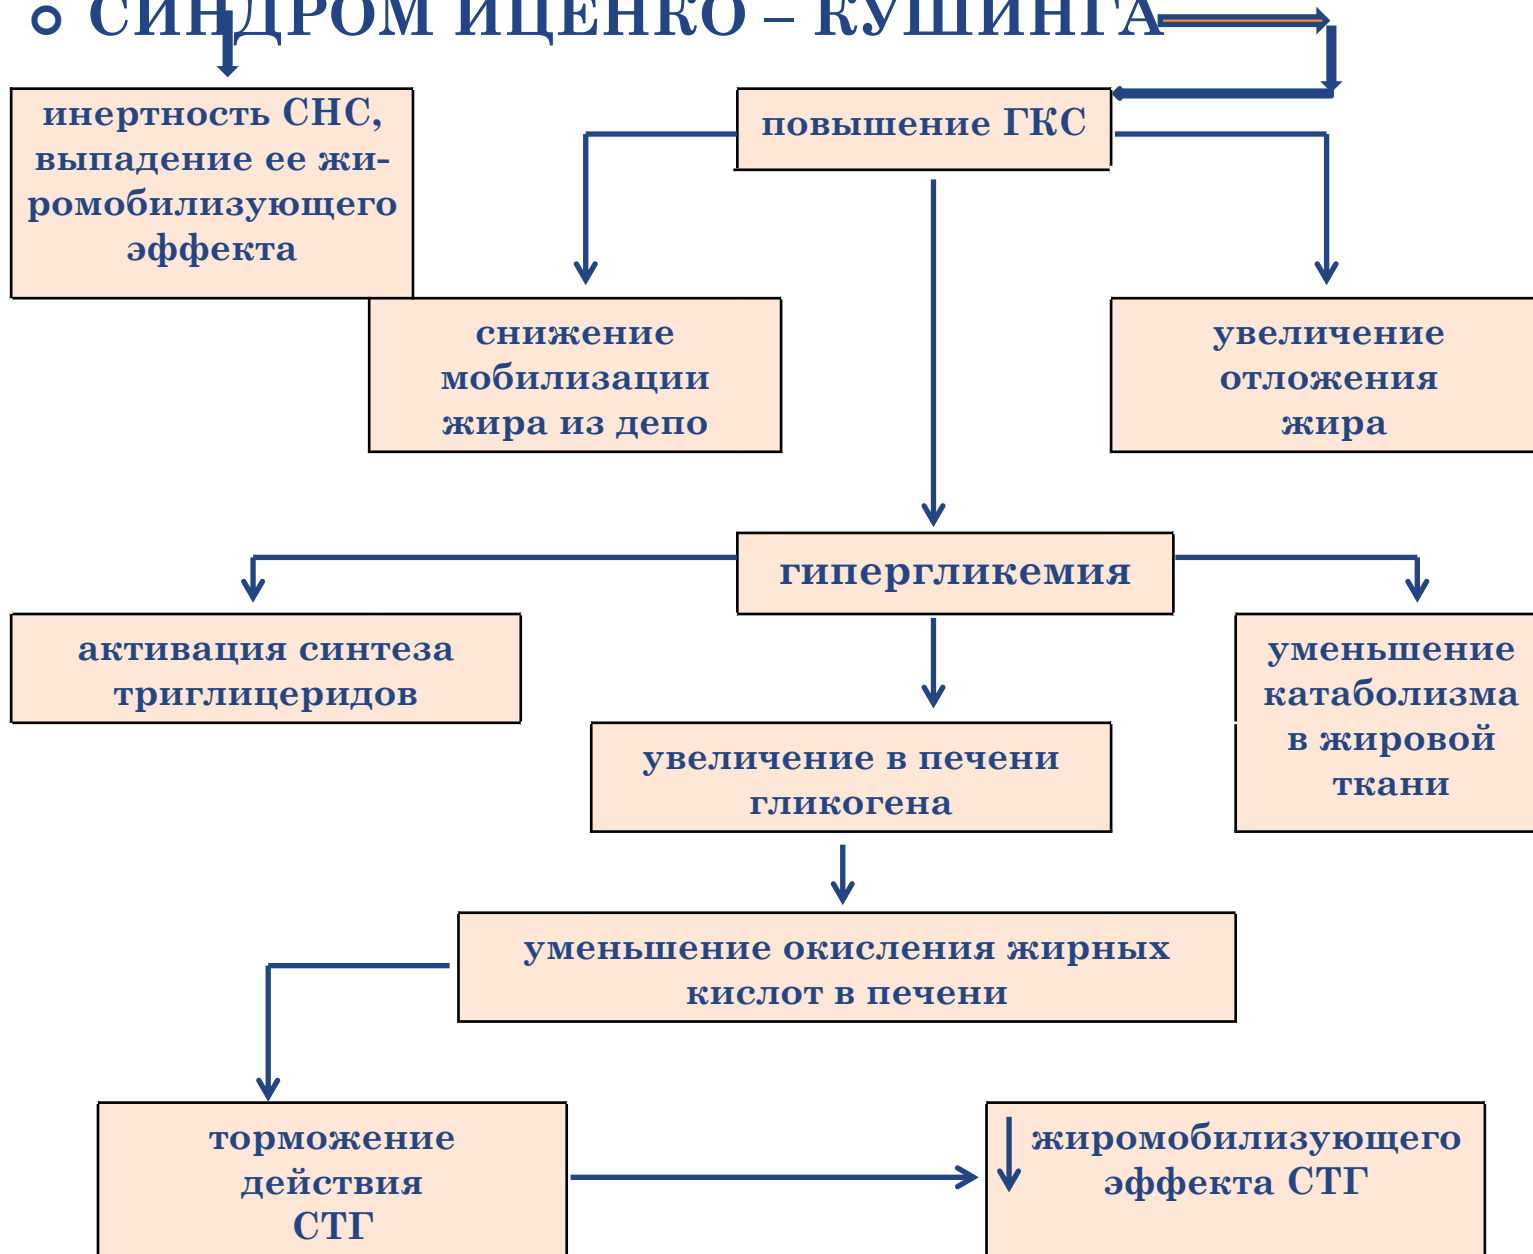 СИНДРОМ ИЦЕНКО – КУШИНГА
инертность СНС,
выпадение ее жи-
ромобилизующего
эффекта
повышение ГКС
снижение
мобилизации
жира из депо
увеличение
отложения
жира
гипергликемия
активация синтеза
триглицеридов
увеличение в печени
гликогена
уменьшение
катаболизма
в жировой
ткани
уменьшение окисления жирных
кислот в печени
торможение
действия
СТГ
жиромобилизующего
эффекта СТГ